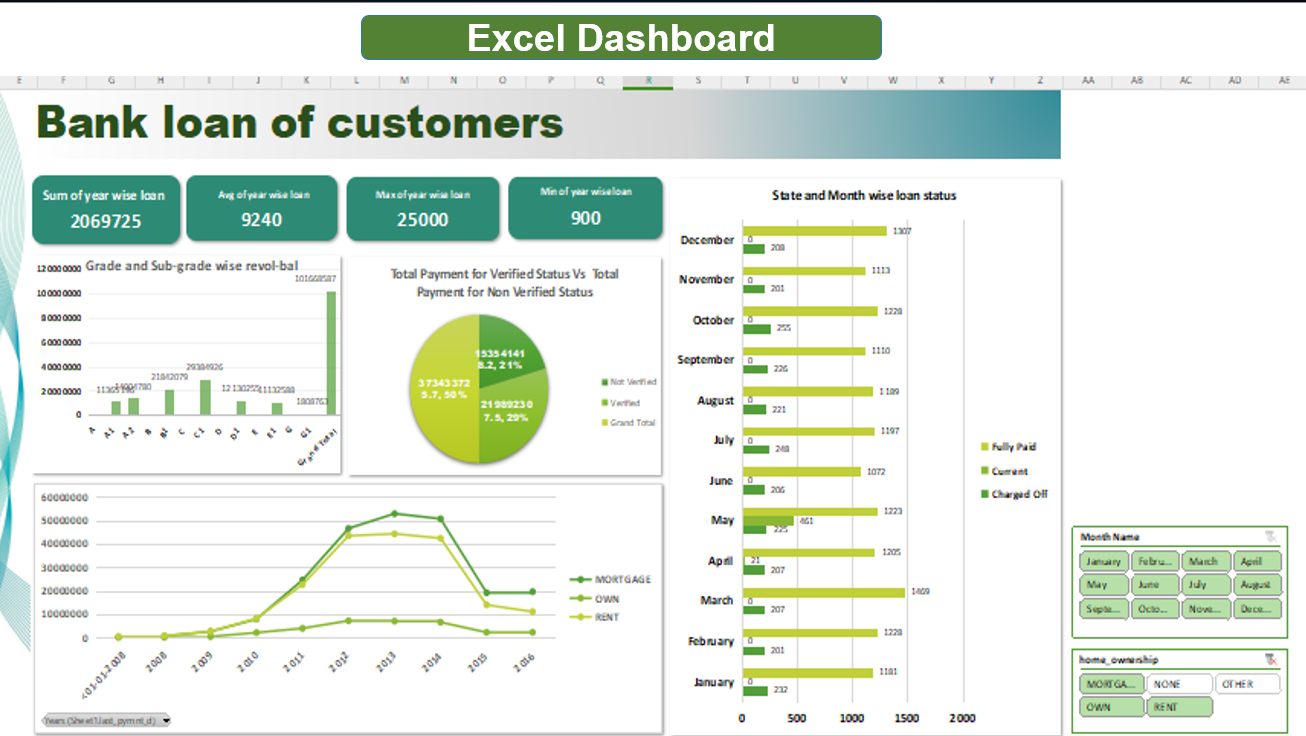 Excel Dashboard
E F G H I J K L M N O P Q R S T U V W X Y Z AA AB AC AD AE
Bank loan of customers
Sum of year wise loan
2069725
Avg of year wise loan
9240
Max of year wise loan
25000
Min of year wise loan
900
Grade and Sub-grade wise revol-bal
120000000
100000000
80000000
60000000
40000000
20000000
0
21842079
29384926
12130255
11132588
1808763
101668587
A A1 A2 B B1 C C1 D D1 E E1 G G1 Grand Total
Total Payment for Verified Status Vs Total
Payment for Non Verified Status
15354141
8.2, 21%
21989230
7.5, 29%
37343372
5.7, 50%
Not Verified
Verified
Grand Total
60000000
50000000
40000000
30000000
20000000
10000000
0
<01-01-2008 2008 2009 2010 2011 2012 2013 2014 2015 2016
MORTGAGE
OWN
RENT
Years (Sheet1.last_pymnt_d)
State and Month wise loan status
December 1307 0 208
November 1113 0 201
October 1228 0 255
September 1110 0 226
August 1189 0 221
July 1197 0 248
June 1072 0 206
May 1223 461 225
April 1205 21 207
March 1469 0 207
February 1228 0 201
January 1181 0 232
0 500 1000 1500 2000
Fully Paid
Current
Charged Off
Month Name
January Febru... March April
May June July August
Septe... Octo... Nove... Dece...
home_ownership
MORTGA... NONE OTHER
OWN RENT